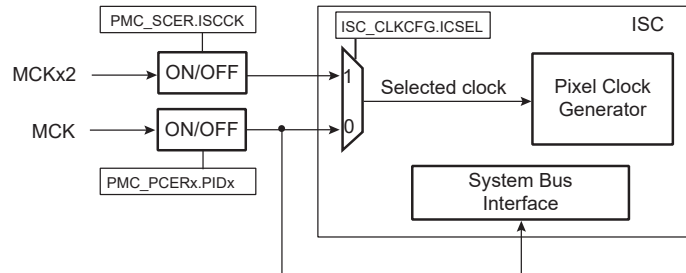 PMC_SCER.ISCCK
ISC_CLKCFG.ICSEL
ISC
MCKx2
ON/OFF
1
Selected clock
Pixel Clock
Generator
MCK
ON/OFF
0
PMC_PCERx.PIDx
System Bus
Interface